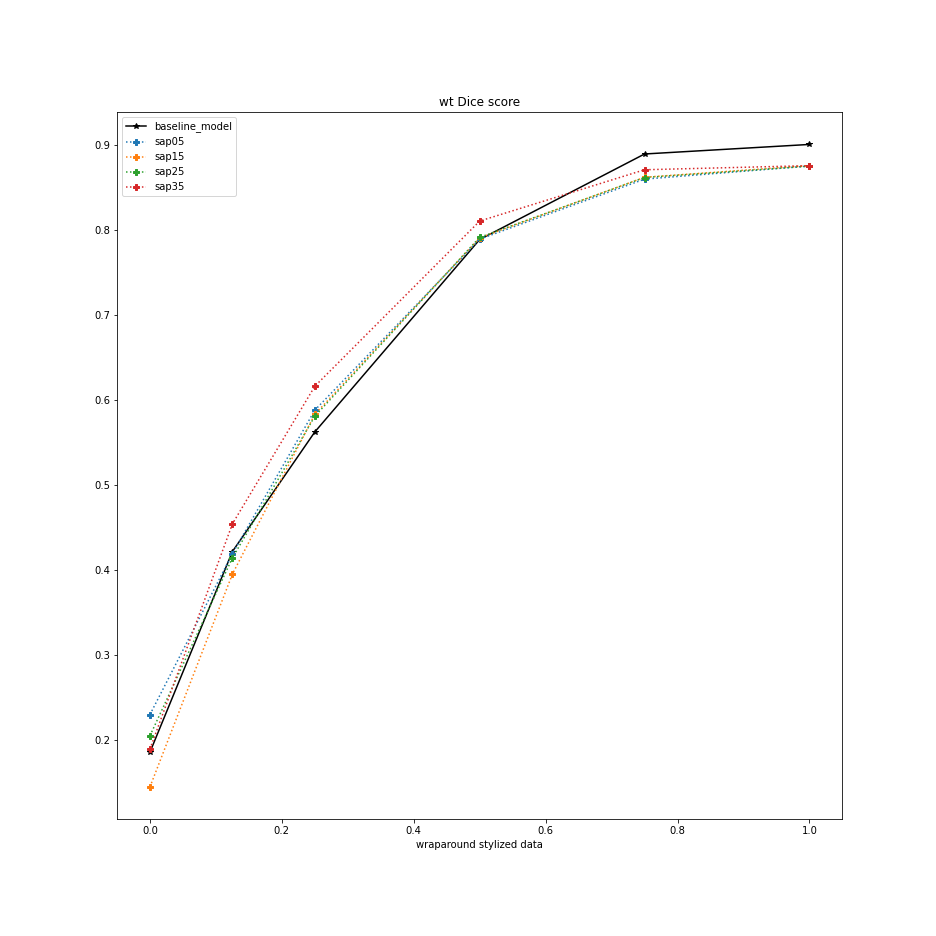 wt Dice score
baseline_model
sap05
sap15
sap25
sap35
0.9
0.8
0.7
0.6
0.5
0.4
0.3
0.2
0.0 0.2 0.4 0.6 0.8 1.0
wraparound stylized data